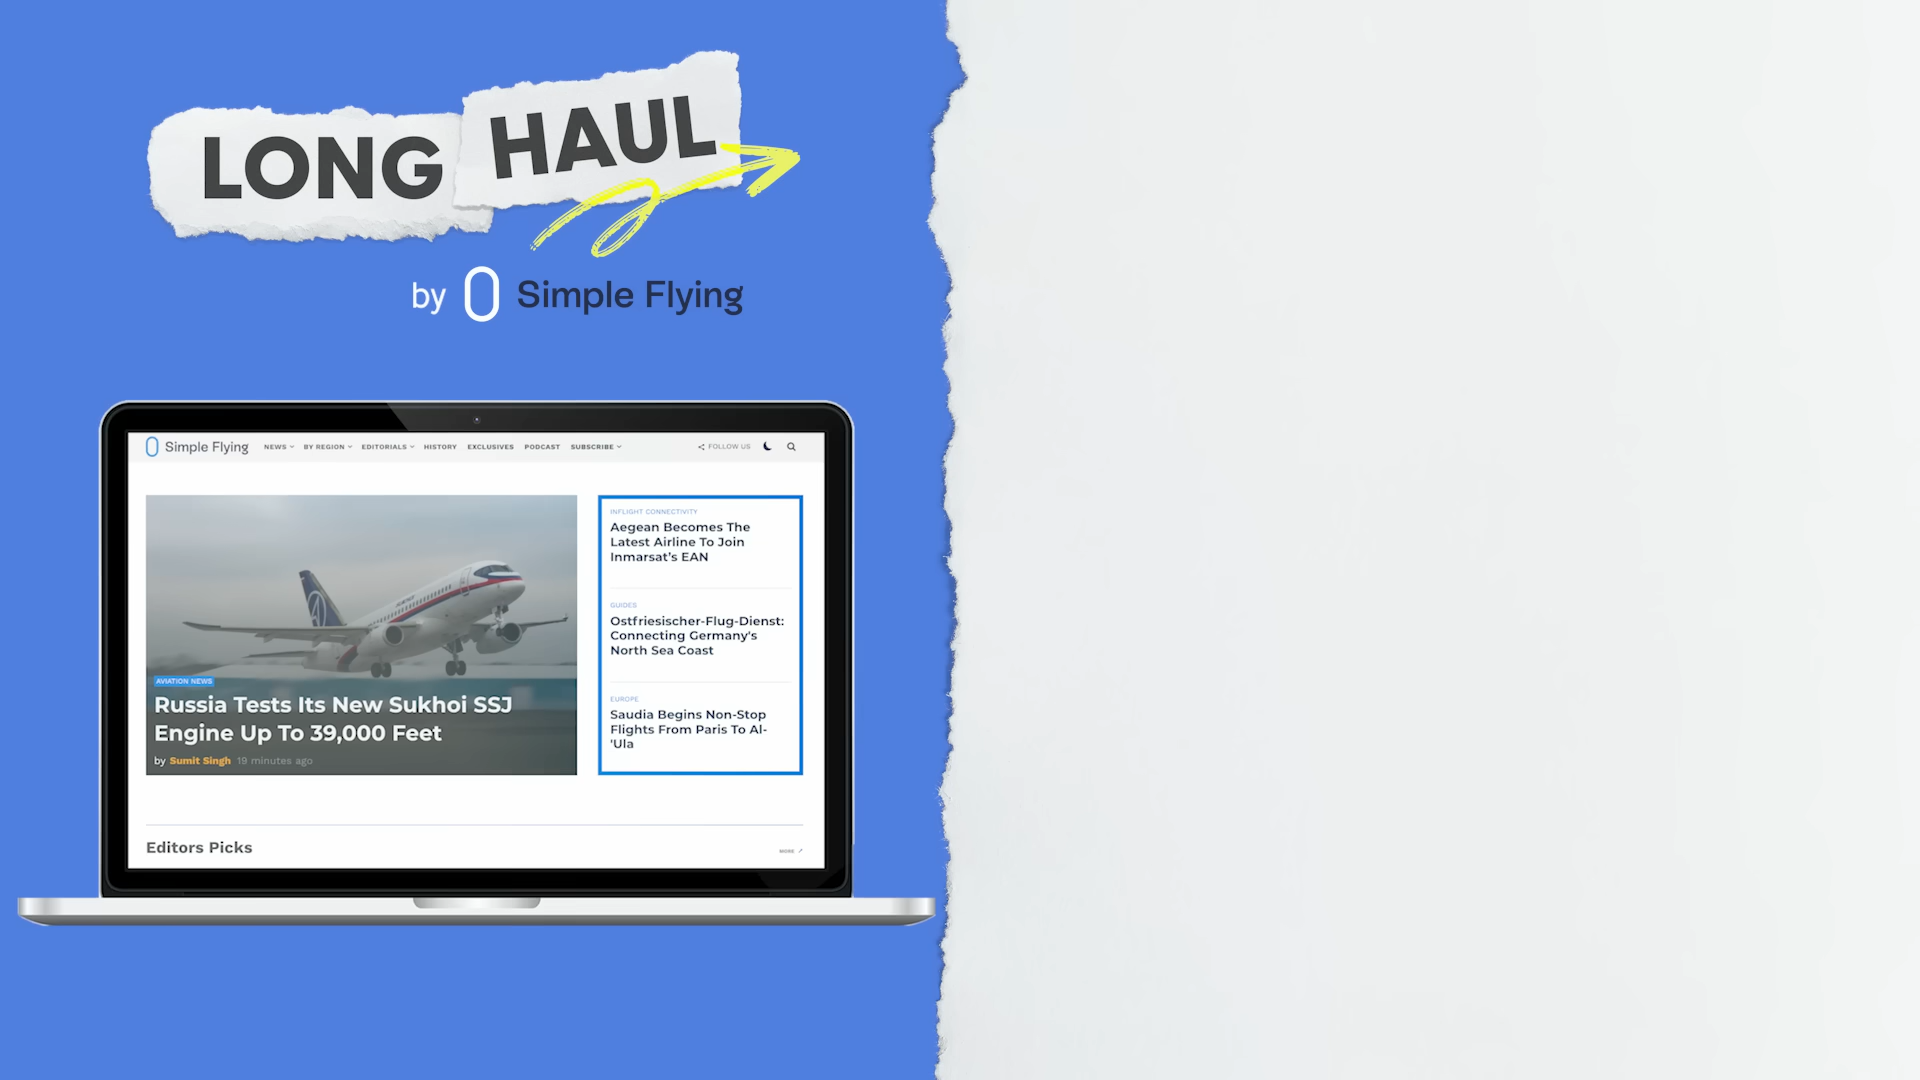 LONG HAUL
by Simple Flying
Simple Flying NEWS BY REGION EDITORIALS HISTORY EXCLUSIVES PODCAST SUBSCRIBE FOLLOW US
AVIATION NEWS
Russia Tests Its New Sukhoi SSJ
Engine Up To 39,000 Feet
by Sumit Singh 19 minutes ago
INFLIGHT CONNECTIVITY
Aegean Becomes The
Latest Airline To Join
Inmarsat's EAN
GUIDES
Ostfriesischer-Flug-Dienst:
Connecting Germany's
North Sea Coast
EUROPE
Saudia Begins Non-Stop
Flights From Paris To Al-
'Ula
Editors Picks
MORE